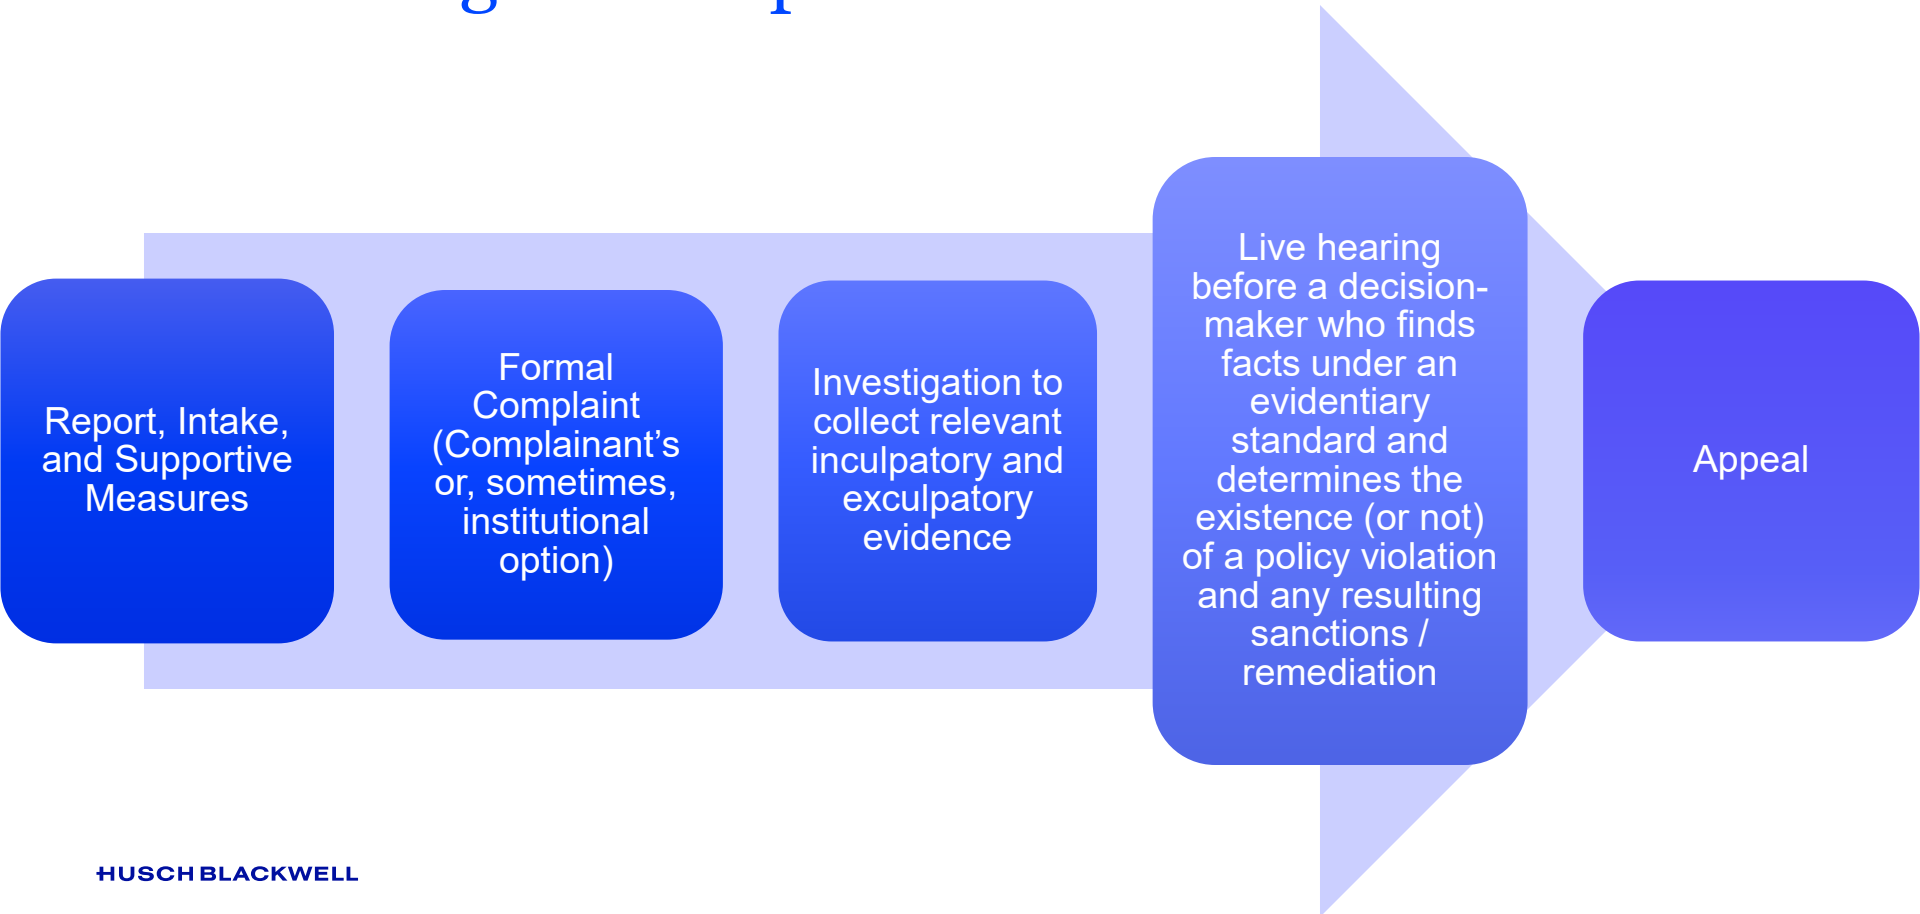 Report, Intake,
and Supportive
Measures
Formal
Complaint
(Complainant’s
or, sometimes,
institutional
option)
Investigation to
collect relevant
inculpatory and
exculpatory
evidence
Live hearing
before a decision-
maker who finds
facts under an
evidentiary
standard and
determines the
existence (or not)
of a policy violation
and any resulting
sanctions /
remediation
Appeal
HUSCH BLACKWELL